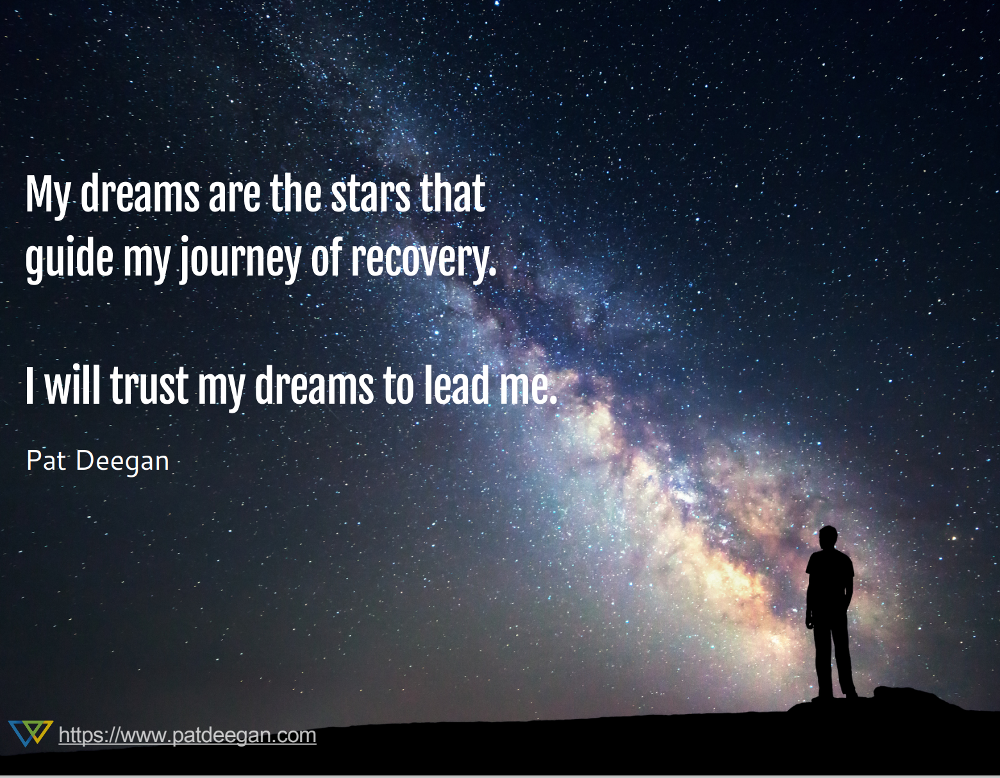 My dreams are the stars that
guide my journey of recovery.
I will trust my dreams to lead me.
Pat Deegan
https://www.patdeegan.com